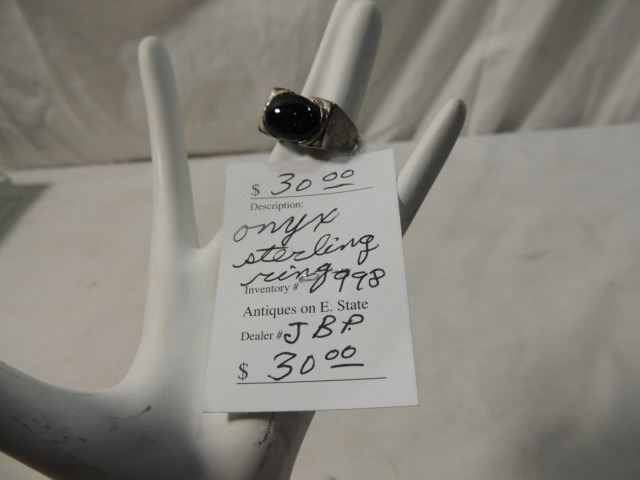 $ 30 00
Description:
onyx
sterling
ring
Inventory # 998
Antiques on E. State
Dealer # JBP.
$ 30 00